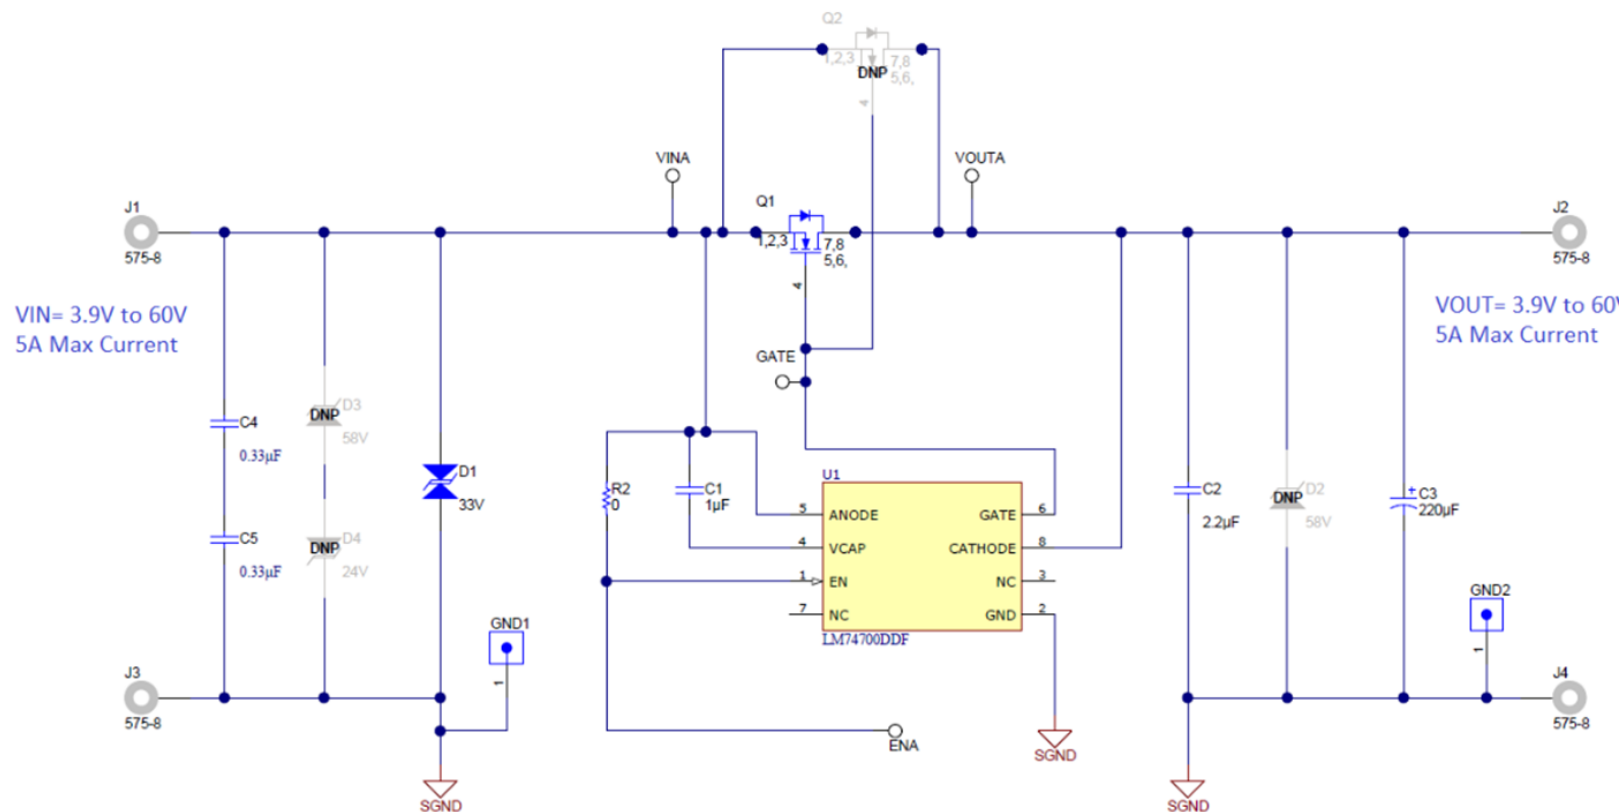 Q2
1,2,3
7,8
5,6,
DNP
4
VINA
VOUTA
J1
575-8
Q1
1,2,3
7,8
5,6,
4
J2
575-8
VIN= 3.9V to 60V
5A Max Current
VOUT= 3.9V to 60V
5A Max Current
GATE
C4
0.33µF
DNP
D3
58V
D1
33V
R2
0
C1
1µF
U1
5
ANODE
GATE
6
4
VCAP
CATHODE
8
1
EN
NC
3
7
NC
GND
2
LM74700DDF
C2
2.2µF
DNP
D2
58V
C3
220µF
C5
0.33µF
DNP
D4
24V
GND1
1
GND2
1
J3
575-8
J4
575-8
ENA
SGND
SGND
SGND